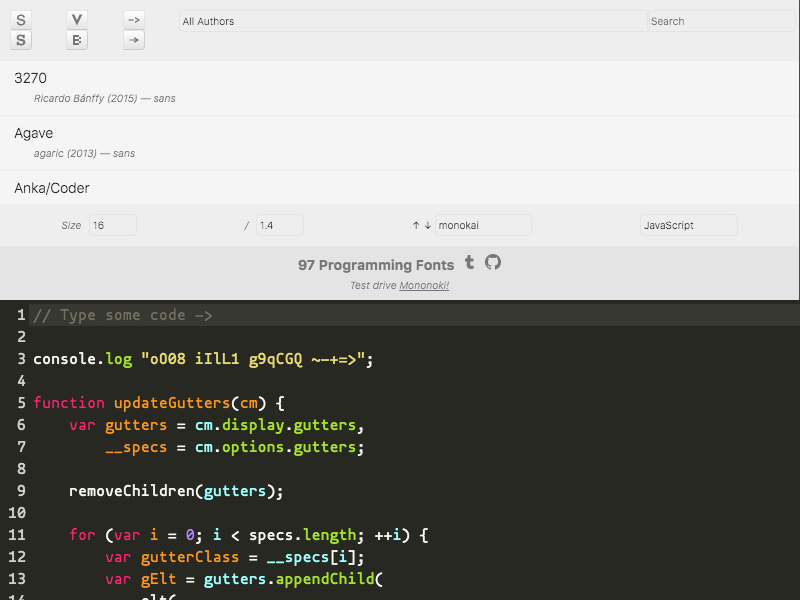 S V -> All Authors Search
S B ->
3270
Ricardo Bánffy (2015) — sans
Agave
agaric (2013) — sans
Anka/Coder
Size 16 / 1.4 ↑ ↓ monokai JavaScript
97 Programming Fonts t
Test drive Mononoki!
1 // Type some code ->
2
3 console.log "oO08 iIlL1 g9qCGQ ~-+=>";
4
5 function updateGutters(cm) {
6 var gutters = cm.display.gutters,
7 __specs = cm.options.gutters;
8
9 removeChildren(gutters);
10
11 for (var i = 0; i < specs.length; ++i) {
12 var gutterClass = __specs[i];
13 var gElt = gutters.appendChild(
14 elt(